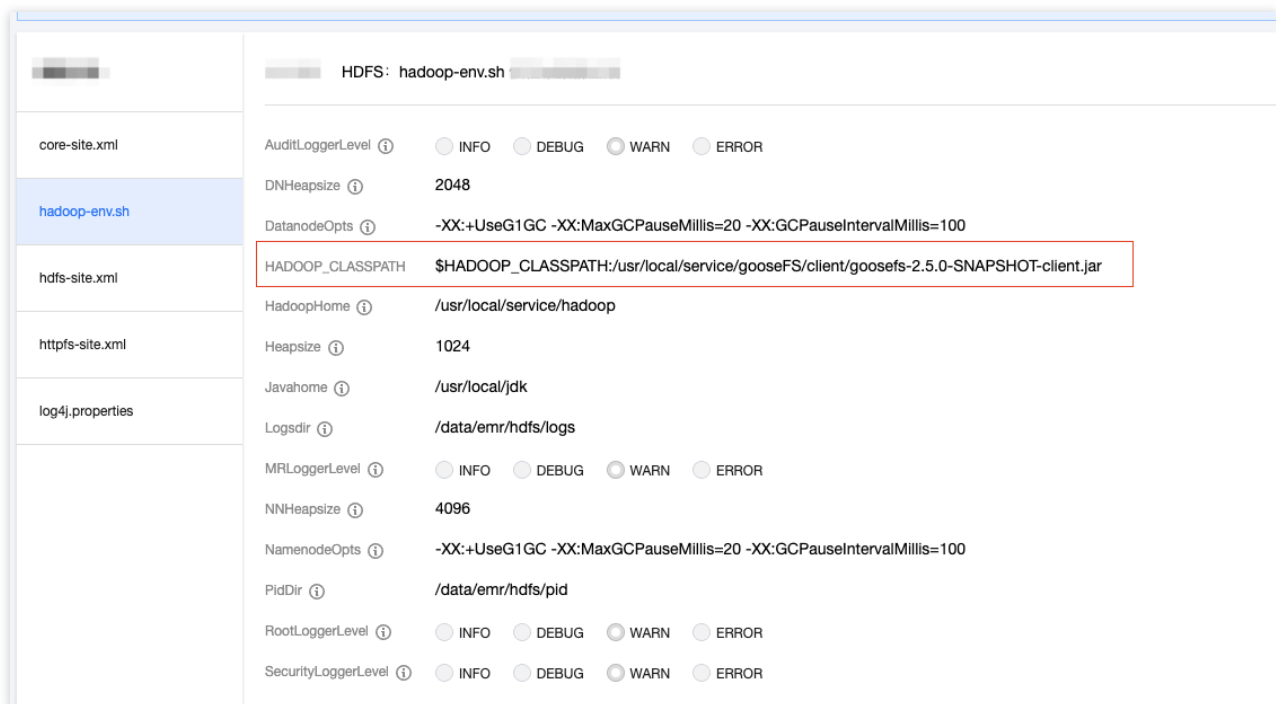 HDFS: hadoop-env.sh
core-site.xml
hadoop-env.sh
hdfs-site.xml
httpfs-site.xml
log4j.properties
AuditLoggerLevel INFO DEBUG WARN ERROR
DNHeapsize 2048
DatanodeOpts -XX:+UseG1GC -XX:MaxGCPauseMillis=20 -XX:GCPauseIntervalMillis=100
HADOOP_CLASSPATH $HADOOP_CLASSPATH:/usr/local/service/gooseFS/client/goosefs-2.5.0-SNAPSHOT-client.jar
HadoopHome /usr/local/service/hadoop
Heapsize 1024
Javahome /usr/local/jdk
Logsdir /data/emr/hdfs/logs
MRLoggerLevel INFO DEBUG WARN ERROR
NNHeapsize 4096
NamenodeOpts -XX:+UseG1GC -XX:MaxGCPauseMillis=20 -XX:GCPauseIntervalMillis=100
PidDir /data/emr/hdfs/pid
RootLoggerLevel INFO DEBUG WARN ERROR
SecurityLoggerLevel INFO DEBUG WARN ERROR